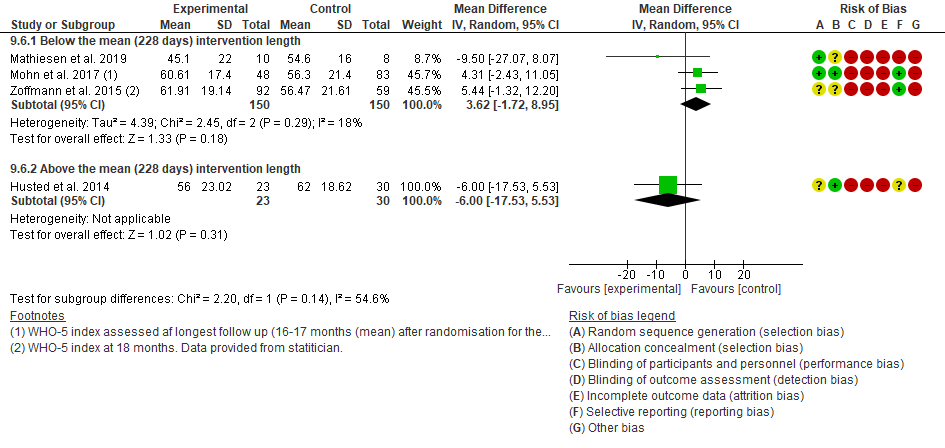 Experimental Control Mean Difference Mean Difference Risk of Bias
Study or Subgroup Mean SD Total Mean SD Total Weight IV, Random, 95% CI IV, Random, 95% CI A B C D E F G
9.6.1 Below the mean (228 days) intervention length
Mathiesen et al. 2019 45.1 22 10 54.6 16 8 8.7% -9.50 [-27.07, 8.07] + ? - - - - -
Mohn et al. 2017 (1) 60.61 17.4 48 56.3 21.4 83 45.7% 4.31 [-2.43, 11.05] + + - - - + -
Zoffmann et al. 2015 (2) 61.91 19.14 92 56.47 21.61 59 45.5% 5.44 [-1.32, 12.20] ? ? - - - + -
Subtotal (95% CI) 150 150 100.0% 3.62 [-1.72, 8.95]
Heterogeneity: Tau² = 4.39; Chi² = 2.45, df = 2 (P = 0.29); I² = 18%
Test for overall effect: Z = 1.33 (P = 0.18)
9.6.2 Above the mean (228 days) intervention length
Husted et al. 2014 56 23.02 23 62 18.62 30 100.0% -6.00 [-17.53, 5.53] ? + - - - ? -
Subtotal (95% CI) 23 30 100.0% -6.00 [-17.53, 5.53]
Heterogeneity: Not applicable
Test for overall effect: Z = 1.02 (P = 0.31)
-20 -10 0 10 20
Favours [experimental] Favours [control]
Test for subgroup differences: Chi² = 2.20, df = 1 (P = 0.14), I² = 54.6%
Footnotes
(1) WHO-5 index assessed af longest follow up (16-17 months (mean) after randomisation for the...
(2) WHO-5 index at 18 months. Data provided from statitician.
Risk of bias legend
(A) Random sequence generation (selection bias)
(B) Allocation concealment (selection bias)
(C) Blinding of participants and personnel (performance bias)
(D) Blinding of outcome assessment (detection bias)
(E) Incomplete outcome data (attrition bias)
(F) Selective reporting (reporting bias)
(G) Other bias